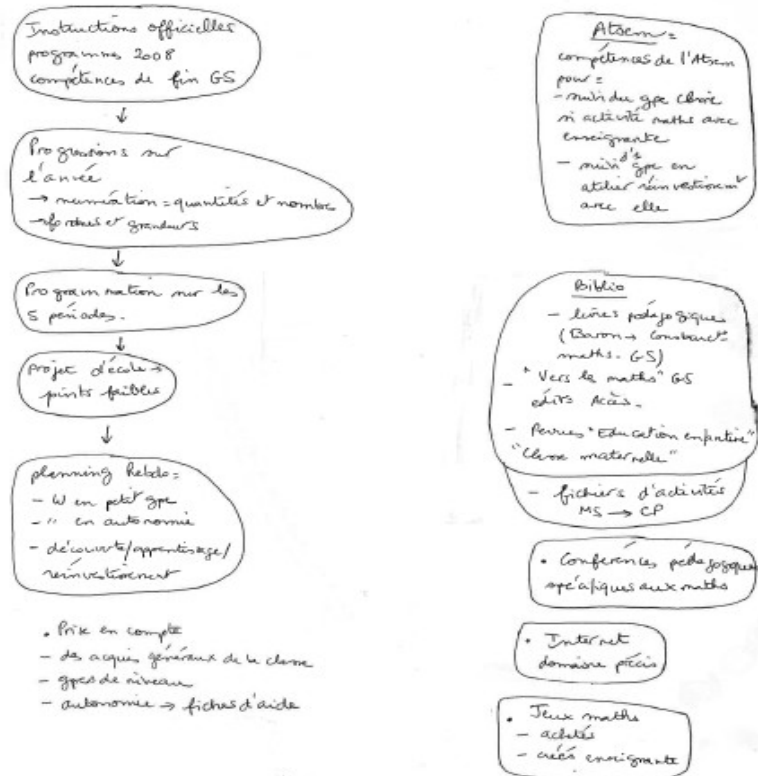 Instructions officielles
programmes 2008
compétences de fin GS
↓
Progressions sur
l'année
→ numération = quantités et nombres
→ formes et grandeurs
↓
Programmation sur les
5 périodes.
↓
projet d'école →
points faibles
↓
planning hebdo =
- W en petit gpe
- " en autonomie
- découverte/apprentissage/
réinvestissement
• Prise en compte
- des acquis généraux de la classe
- gpes de niveau
- autonomie → fiches d'aide
Atsem =
compétences de l'Atsem
pour =
- suivi du gpe classe
si activité maths avec
enseignante
- suivi d'1 gpe en
atelier réinvestissemt
avec elle
Biblio
- livres pédagogiques
(Baron → Construct°
maths. GS)
- "Vers les maths" GS
édits Accès.
- Revues "Education enfantine"
"Classe maternelle"
- fichiers d'activités
MS → CP
• Conférences pédagogiques
spécifiques aux maths
• Internet
domaine précis
• Jeux maths
- achetés
- créés enseignante